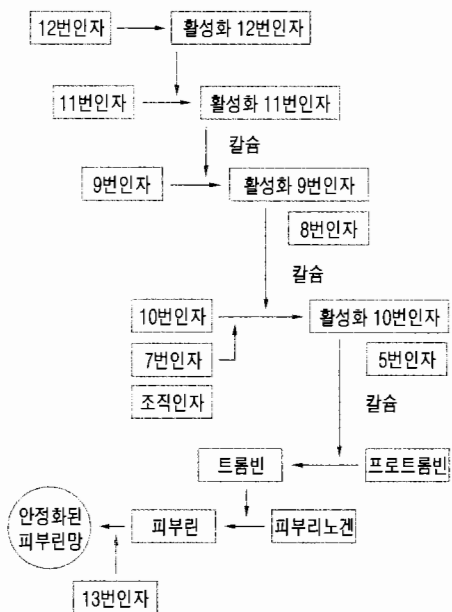 12번인자 활성화 12번인자
11번인자 활성화 11번인자
칼슘
9번인자 활성화 9번인자
8번인자
칼슘
10번인자 활성화 10번인자
7번인자 5번인자
조직인자 칼슘
트롬빈 프로트롬빈
안정화된
피부린망
피부린 피부리노겐
13번인자